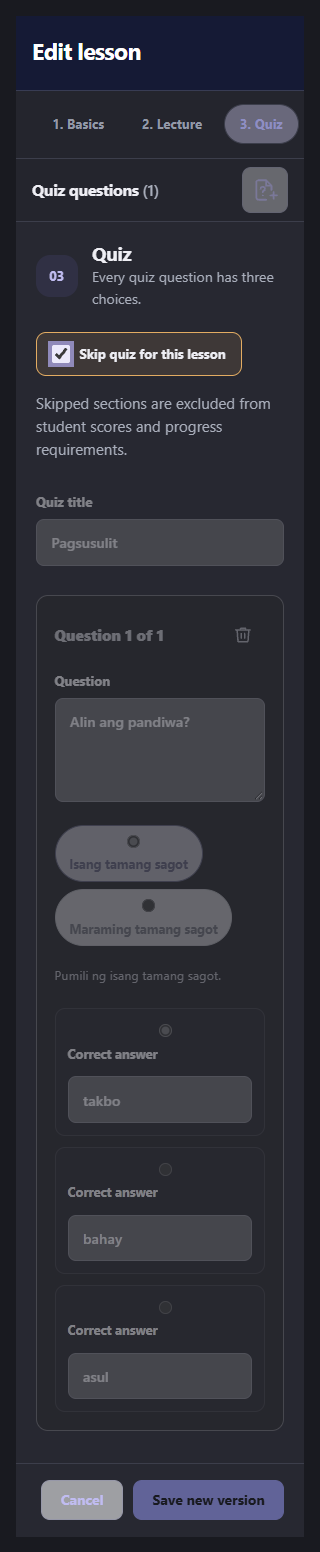 Edit lesson
1. Basics
2. Lecture
3. Quiz
Quiz questions (1)
03
Quiz
Every quiz question has three
choices.
Skip quiz for this lesson
Skipped sections are excluded from
student scores and progress
requirements.
Quiz title
Pagsusulit
Question 1 of 1
Question
Alin ang pandiwa?
Isang tamang sagot
Maraming tamang sagot
Pumili ng isang tamang sagot.
Correct answer
takbo
Correct answer
bahay
Correct answer
asul
Cancel
Save new version